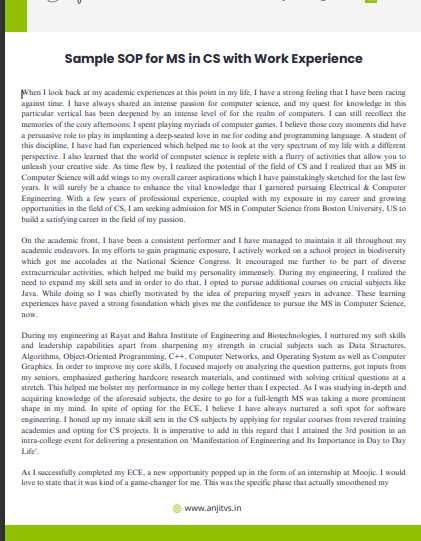 Sample SOP for MS in CS with Work Experience
When I look back at my academic experiences at this point in my life, I have a strong feeling that I have been racing
against time. I have always shared an intense passion for computer science, and my quest for knowledge in this
particular vertical has been deepened by an intense level of for the realm of computers. I can still recollect the
memories of the cozy afternoons; I spent playing myriads of computer games. I believe those cozy moments did have
a persuasive role to play in implanting a deep-seated love in me for coding and programming language. A student of
this discipline, I have had fun experienced which helped me to look at the very spectrum of my life with a different
perspective. I also learned that the world of computer science is replete with a flurry of activities that allow you to
unleash your creative side. As time flew by, I realized the potential of the field of CS and I realized that an MS in
Computer Science will add wings to my overall career aspirations which I have painstakingly sketched for the last few
years. It will surely be a chance to enhance the vital knowledge that I garnered pursuing Electrical & Computer
Engineering. With a few years of professional experience, coupled with my exposure in my career and growing
opportunities in the field of CS, I am seeking admission for MS in Computer Science from Boston University, US to
build a satisfying career in the field of my passion.
On the academic front, I have been a consistent performer and I have managed to maintain it all throughout my
academic endeavors. In my efforts to gain pragmatic exposure, I actively worked on a school project in biodiversity
which got me accolades at the National Science Congress. It encouraged me further to be part of diverse
extracurricular activities, which helped me build my personality immensely. During my engineering, I realized the
need to expand my skill sets and in order to do that, I opted to pursue additional courses on crucial subjects like
Java. While doing so I was chiefly motivated by the idea of preparing myself years in advance. These learning
experiences have paved a strong foundation which gives me the confidence to pursue the MS in Computer Science,
now.
During my engineering at Rayat and Bahra Institute of Engineering and Biotechnologies, I nurtured my soft skills
and leadership capabilities apart from sharpening my strength in crucial subjects such as Data Structures,
Algorithms, Object-Oriented Programming, C++, Computer Networks, and Operating System as well as Computer
Graphics. In order to improve my core skills, I focused majorly on analyzing the question patterns, got inputs from
my seniors, emphasized gathering hardcore research materials, and continued with solving critical questions at a
stretch. This helped me bolster my performance in my college better than I expected. As I was studying in-depth and
acquiring knowledge of the aforesaid subjects, the desire to go for a full-length MS was taking a more prominent
shape in my mind. In spite of opting for the ECE, I believe I have always nurtured a soft spot for software
engineering. I honed up my innate skill sets in the CS subjects by applying for regular courses from revered training
academies and opting for CS projects. It is imperative to add in this regard that I attained the 3rd position in an
intra-college event for delivering a presentation on ‘Manifestation of Engineering and Its Importance in Day to Day
Life’.
As I successfully completed my ECE, a new opportunity popped up in the form of an internship at Moojic. I would
love to state that it was kind of a game-changer for me. This was the specific phase that actually smoothened my
www.anjitvs.in